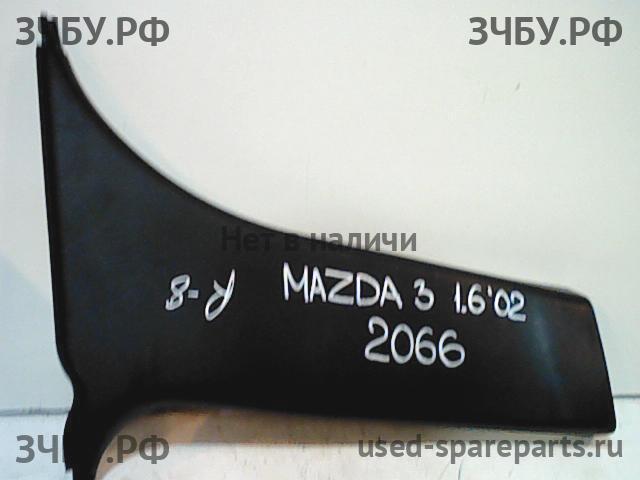 ЗЧБУ.РФ ЗЧБУ.РФ
Нет в наличи
MAZDA 3 1.6'02
2066
ЗЧБУ.РФ used-spareparts.ru